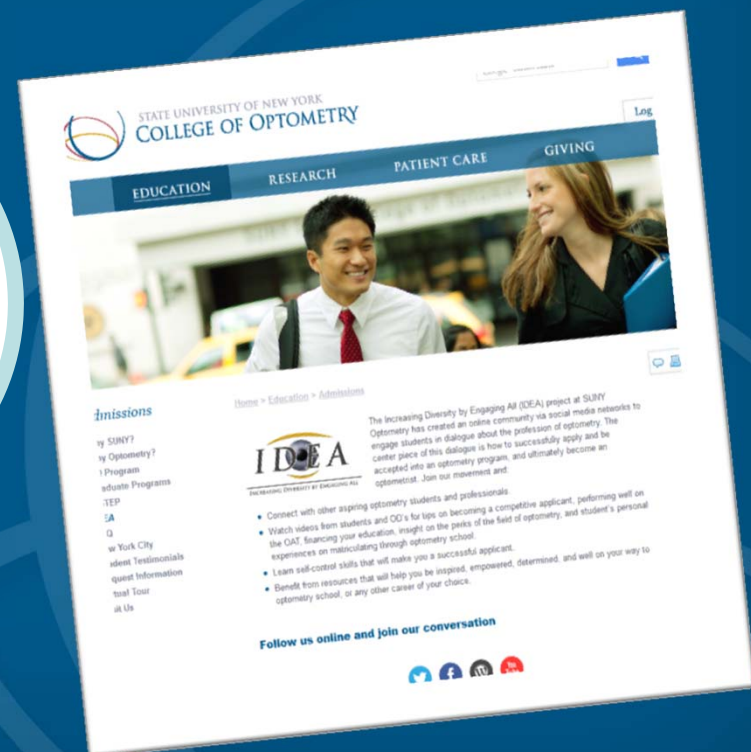 STATE UNIVERSITY OF NEW YORK
COLLEGE OF OPTOMETRY
Log
EDUCATION RESEARCH PATIENT CARE GIVING
dmissions
Home > Education > Admissions
y SUNY?
y Optometry?
Program
aduate Programs
TEP
EA
Q
w York City
dent Testimonials
quest Information
tual Tour
it Us
IDEA
INCREASING DIVERSITY BY ENGAGING ALL
The Increasing Diversity by Engaging All (IDEA) project at SUNY
Optometry has created an online community via social media networks to
engage students in dialogue about the profession of optometry. The
center piece of this dialogue is how to successfully apply and be
accepted into an optometry program, and ultimately become an
optometrist. Join our movement and:
• Connect with other aspiring optometry students and professionals
• Watch videos from students and OD's for tips on becoming a competitive applicant, performing well on
the OAT, financing your education, insight on the perks of the field of optometry, and student's personal
experiences on matriculating through optometry school.
• Learn self-control skills that will make you a successful applicant.
• Benefit from resources that will help you be inspired, empowered, determined, and well on your way to
optometry school, or any other career of your choice.
Follow us online and join our conversation
You